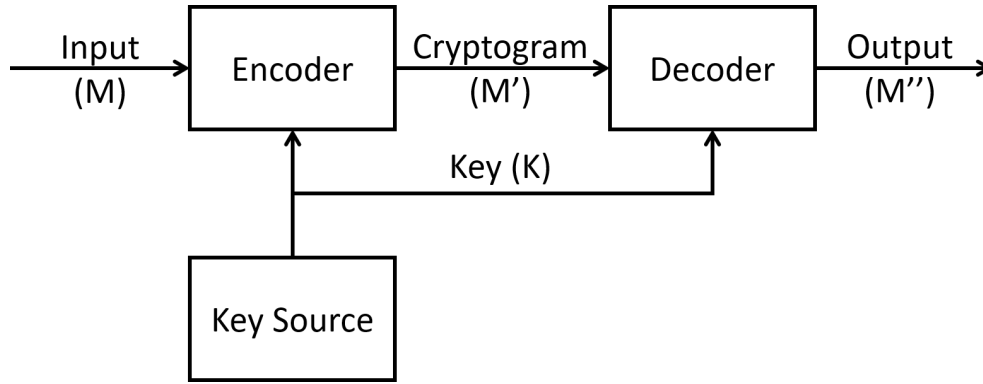 Input
(M)
Encoder
Cryptogram
(M’)
Decoder
Output
(M’’)
Key (K)
Key Source